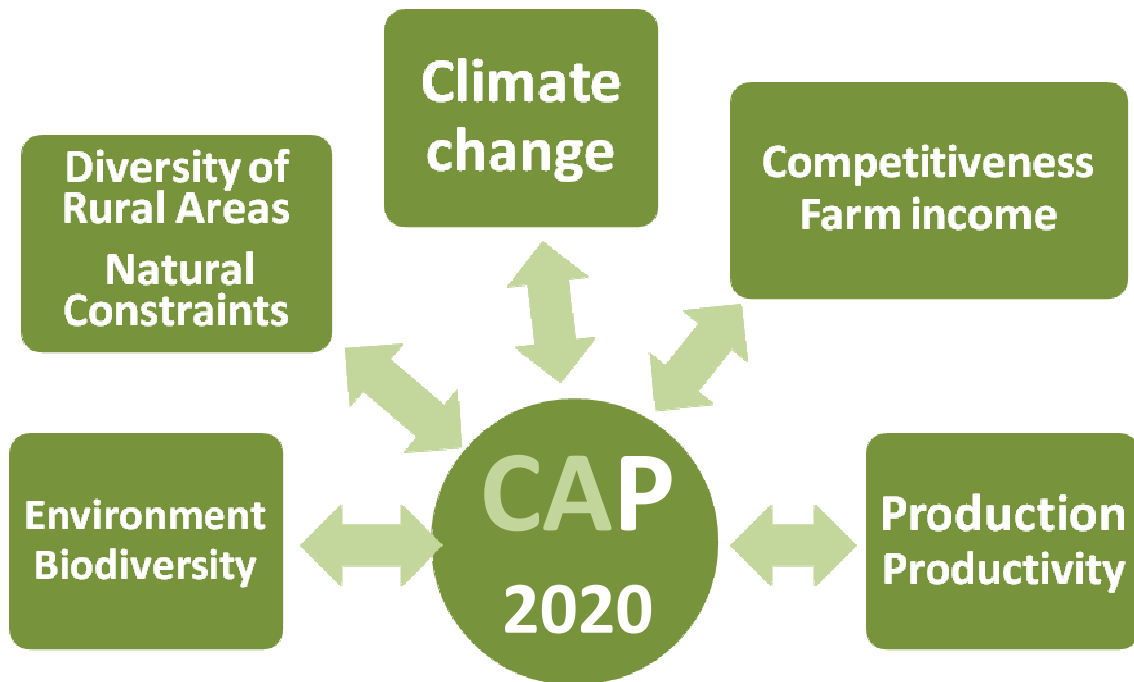 Climate
change
Diversity of
Rural Areas
Natural
Constraints
Competitiveness
Farm income
Environment
Biodiversity
CAP
2020
Production
Productivity